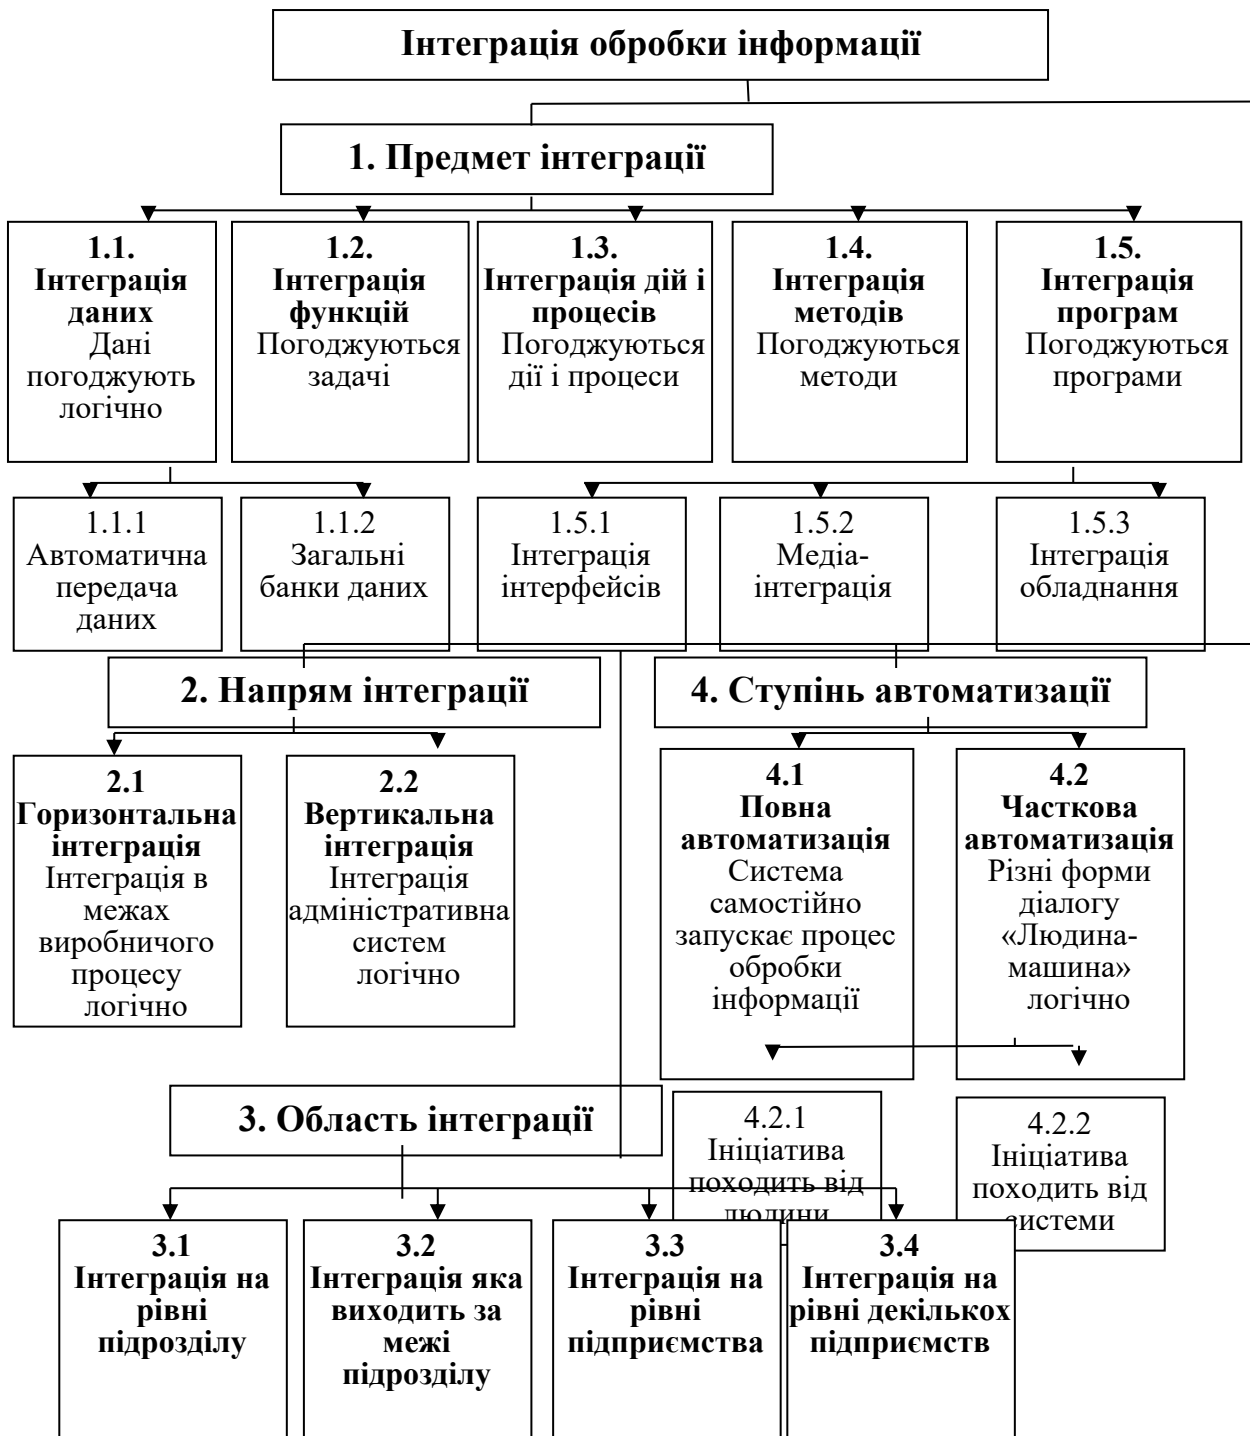 Інтеграція обробки інформації
1. Предмет інтеграції
1.1.
Інтеграція
даних
Дані
погоджують
логічно
1.2.
Інтеграція
функцій
Погоджуються
задачі
1.3.
Інтеграція дій і
процесів
Погоджуються
дії і процеси
1.4.
Інтеграція
методів
Погоджуються
методи
1.5.
Інтеграція
програм
Погоджуються
програми
1.1.1
Автоматична
передача
даних
1.1.2
Загальні
банки даних
1.5.1
Інтеграція
інтерфейсів
1.5.2
Медіа-
інтеграція
1.5.3
Інтеграція
обладнання
2. Напрям інтеграції
4. Ступінь автоматизації
2.1
Горизонтальна
інтеграція
Інтеграція в
межах
виробничого
процесу
логічно
2.2
Вертикальна
інтеграція
Інтеграція
адміністративна
систем
логічно
4.1
Повна
автоматизація
Система
самостійно
запускає процес
обробки
інформації
4.2
Часткова
автоматизація
Різні форми
діалогу
«Людина-
машина»
логічно
3. Область інтеграції
4.2.1
Ініціатива
походить від
людини
4.2.2
Ініціатива
походить від
системи
3.1
Інтеграція на
рівні
підрозділу
3.2
Інтеграція яка
виходить за
межі
підрозділу
3.3
Інтеграція на
рівні
підприємства
3.4
Інтеграція на
рівні декількох
підприємств